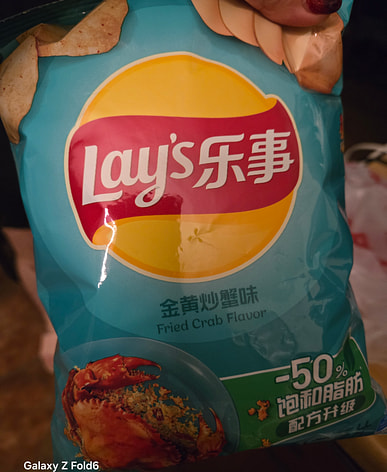 Lay's乐事
金黄炒蟹味
Fried Crab Flavor
-50%
饱和脂肪
配方升级
Galaxy Z Fold6